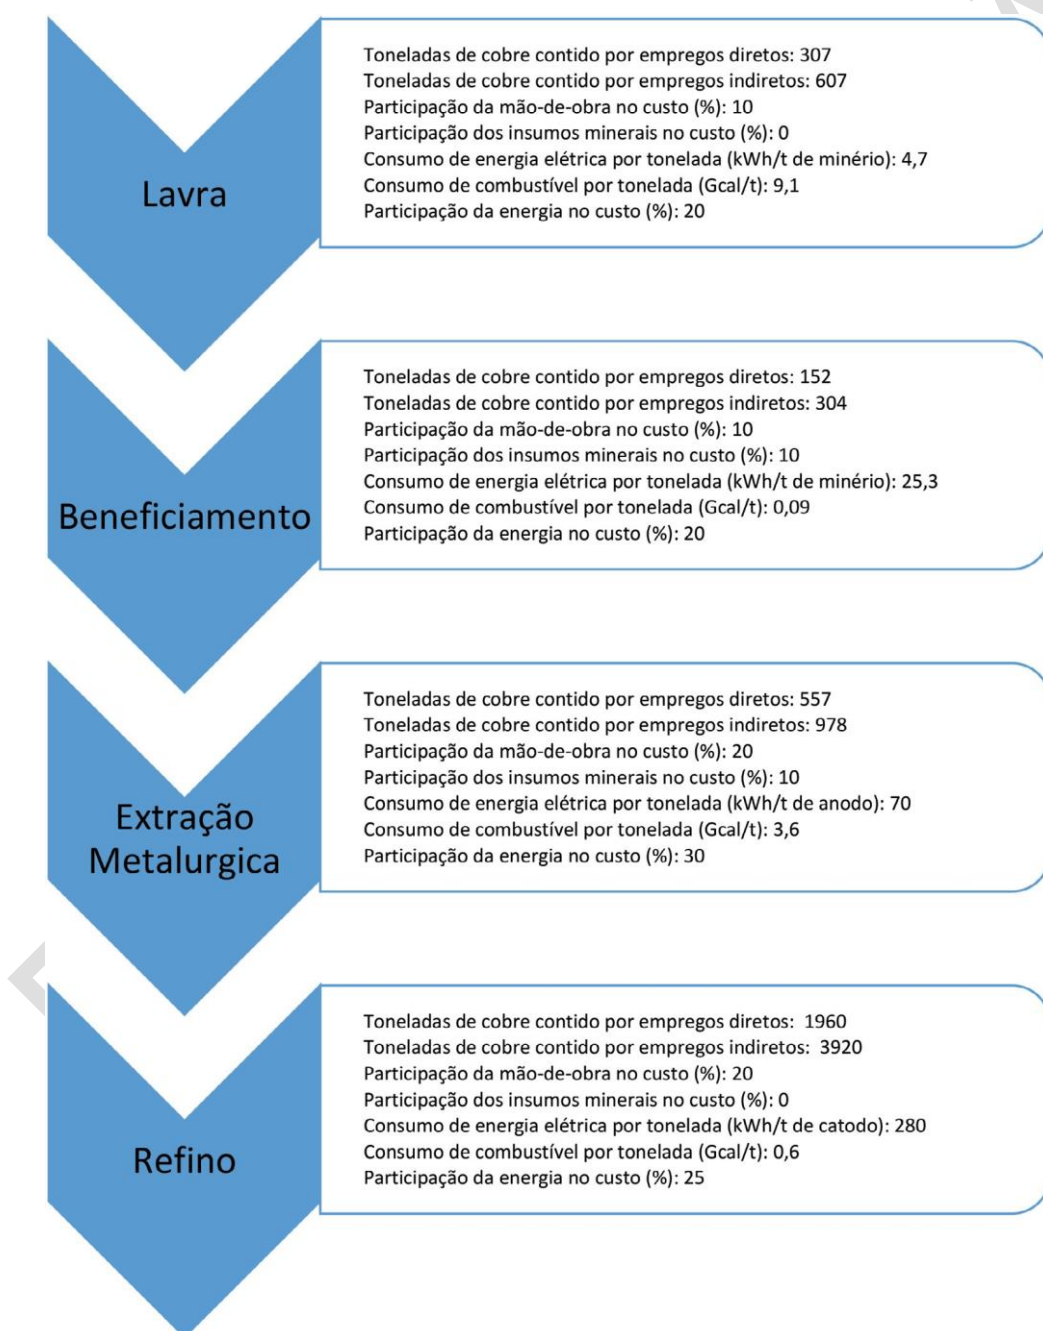 Lavra
Toneladas de cobre contido por empregos diretos: 307
Toneladas de cobre contido por empregos indiretos: 607
Participação da mão-de-obra no custo (%): 10
Participação dos insumos minerais no custo (%): 0
Consumo de energia elétrica por tonelada (kWh/t de minério): 4,7
Consumo de combustível por tonelada (Gcal/t): 9,1
Participação da energia no custo (%): 20
Beneficiamento
Toneladas de cobre contido por empregos diretos: 152
Toneladas de cobre contido por empregos indiretos: 304
Participação da mão-de-obra no custo (%): 10
Participação dos insumos minerais no custo (%): 10
Consumo de energia elétrica por tonelada (kWh/t de minério): 25,3
Consumo de combustível por tonelada (Gcal/t): 0,09
Participação da energia no custo (%): 20
Extração
Metalurgica
Toneladas de cobre contido por empregos diretos: 557
Toneladas de cobre contido por empregos indiretos: 978
Participação da mão-de-obra no custo (%): 20
Participação dos insumos minerais no custo (%): 10
Consumo de energia elétrica por tonelada (kWh/t de anodo): 70
Consumo de combustível por tonelada (Gcal/t): 3,6
Participação da energia no custo (%): 30
Refino
Toneladas de cobre contido por empregos diretos: 1960
Toneladas de cobre contido por empregos indiretos: 3920
Participação da mão-de-obra no custo (%): 20
Participação dos insumos minerais no custo (%): 0
Consumo de energia elétrica por tonelada (kWh/t de catodo): 280
Consumo de combustível por tonelada (Gcal/t): 0,6
Participação da energia no custo (%): 25